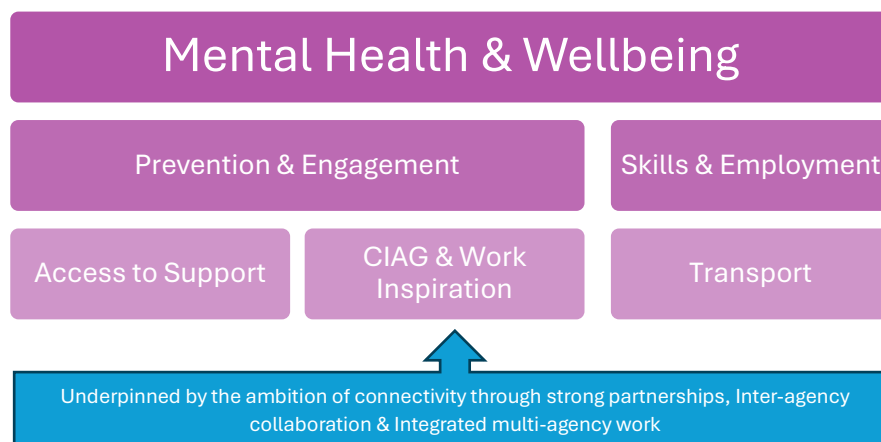 Mental Health & Wellbeing
Prevention & Engagement
Skills & Employment
Access to Support
CIAG & Work
Inspiration
Transport
Underpinned by the ambition of connectivity through strong partnerships, Inter-agency
collaboration & Integrated multi-agency work